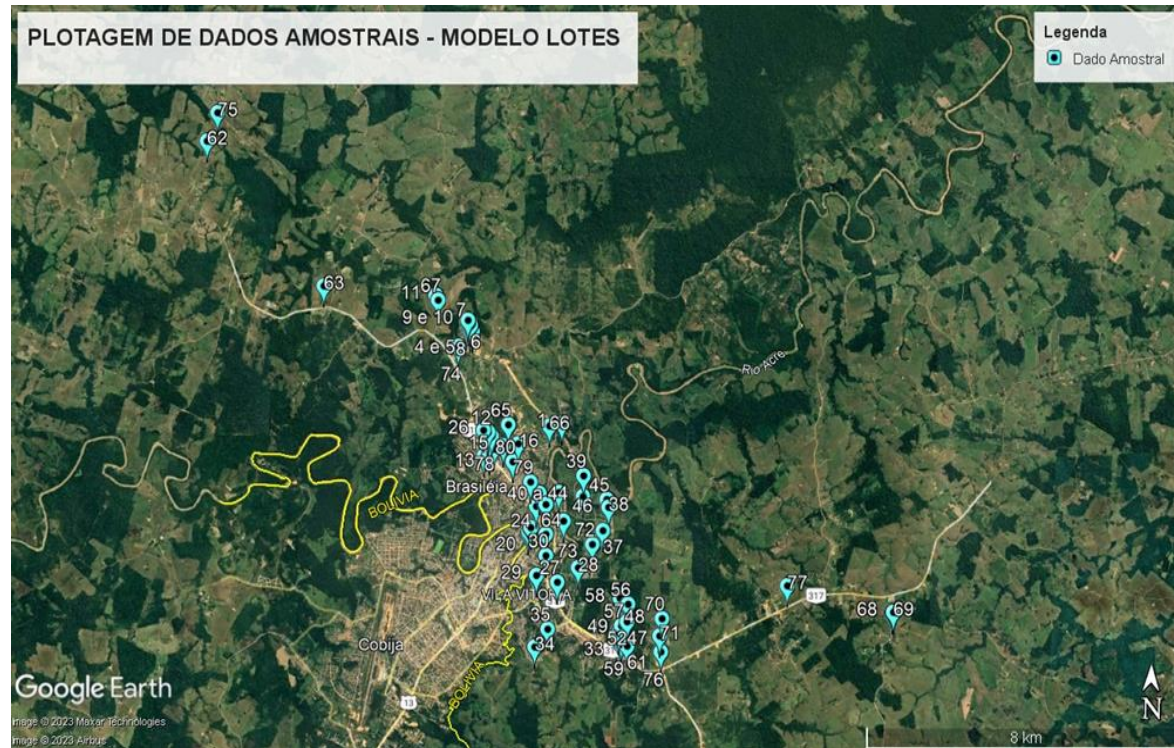 PLOTAGEM DE DADOS AMOSTRAIS - MODELO LOTES
Legenda
Dado Amostral
75
62
63
11 67
9 e 10 7
4 e 5 8 6
74
12 65
26
1 66
15 80 16
13 78 79
39
Brasiléia
40 a 44
45
46 38
BOLIVIA
24 64 72
20 30 73 37
29 27 28
VILA VITÓRIA
58 56
57 70
49 48
52 47 71
35
34
33
59 61
76
77
317
68 69
Rio Acre
Cobija
BOLIVIA
13
Google Earth
Image © 2023 Maxar Technologies
Image © 2023 Airbus
N
8 km